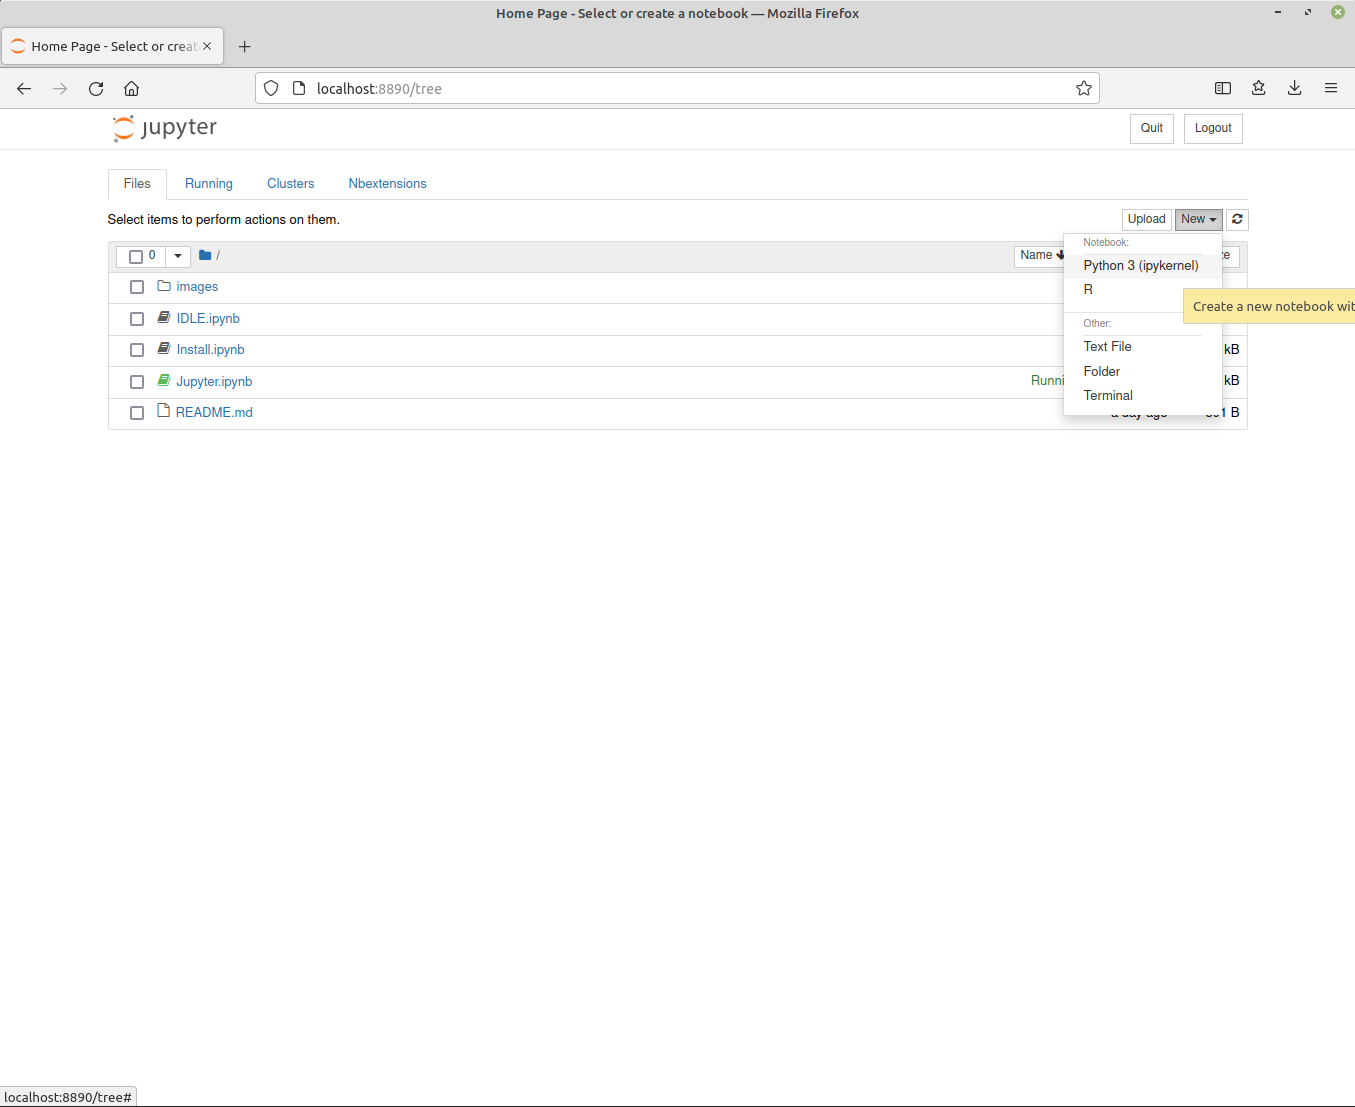 Home Page - Select or create a notebook — Mozilla Firefox
Home Page - Select or creat
localhost:8890/tree
jupyter
Quit
Logout
Files
Running
Clusters
Nbextensions
Select items to perform actions on them.
Upload
New
0
/
Name
ze
Notebook:
Python 3 (ipykernel)
images
R
Create a new notebook wit
IDLE.ipynb
Other:
Install.ipynb
Text File
kB
Folder
Jupyter.ipynb
Runni
kB
Terminal
README.md
a day ago
1 B
localhost:8890/tree#